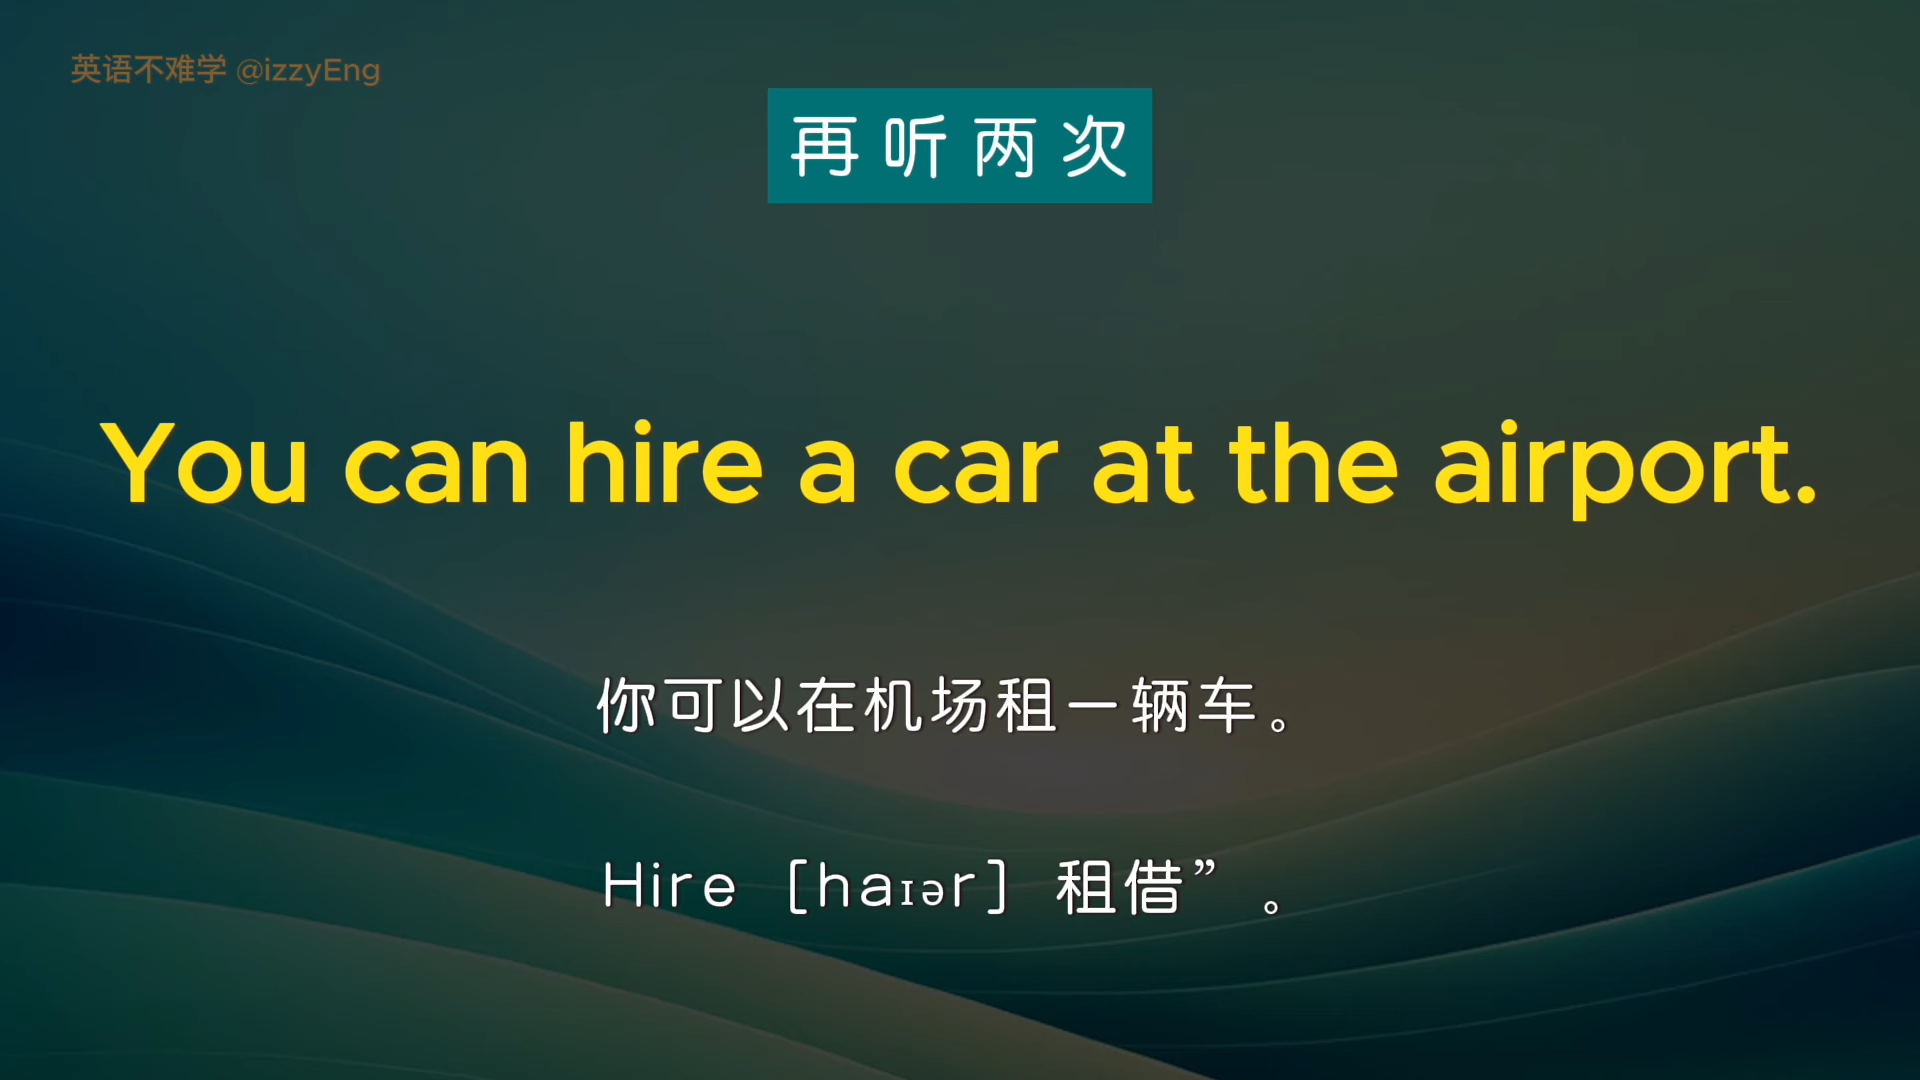 英语不难学 @izzyEng
再听两次
You can hire a car at the airport.
你可以在机场租一辆车。
Hire [haɪər] 租借” 。